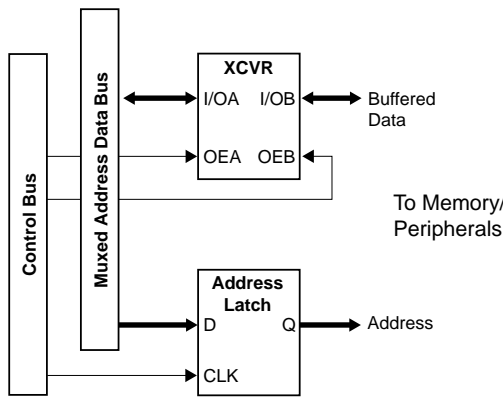 Control Bus
Muxed Address Data Bus
XCVR
I/OA I/OB
OEA OEB
Buffered
Data
To Memory/
Peripherals
Address
Latch
D Q
CLK
Address